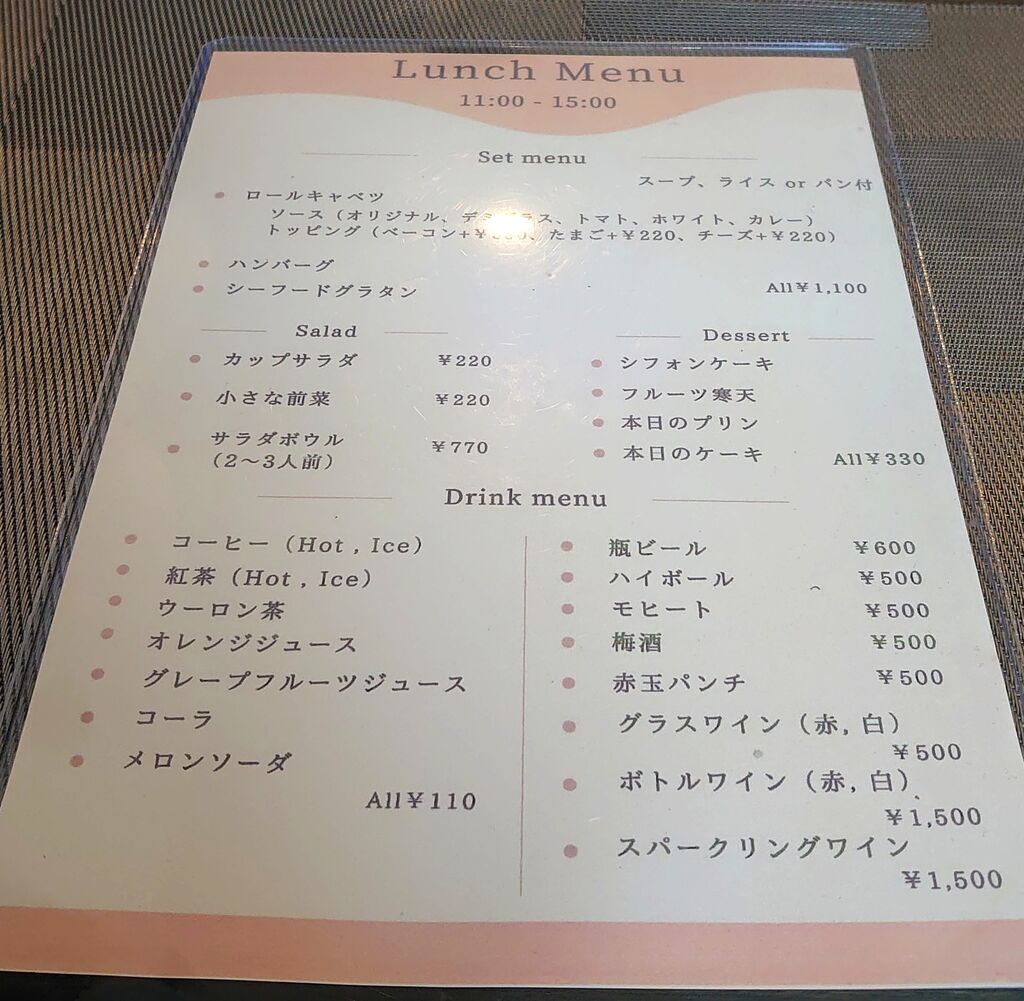 Lunch Menu
11:00 - 15:00
Set menu
スープ、ライス or パン付
ロールキャベツ
ソース（オリジナル、デミグラス、トマト、ホワイト、カレー）
トッピング（ベーコン+￥ 、たまご+￥220、チーズ+￥220）
ハンバーグ
シーフードグラタン
All￥1,100
Salad
カップサラダ ￥220
小さな前菜 ￥220
サラダボウル ￥770
（2～3人前）
Dessert
シフォンケーキ
フルーツ寒天
本日のプリン
本日のケーキ
All￥330
Drink menu
コーヒー（Hot , Ice）
紅茶（Hot , Ice）
ウーロン茶
オレンジジュース
グレープフルーツジュース
コーラ
メロンソーダ
All￥110
瓶ビール ￥600
ハイボール ￥500
モヒート ￥500
梅酒 ￥500
赤玉パンチ ￥500
グラスワイン（赤, 白）
￥500
ボトルワイン（赤, 白）
￥1,500
スパークリングワイン
￥1,500